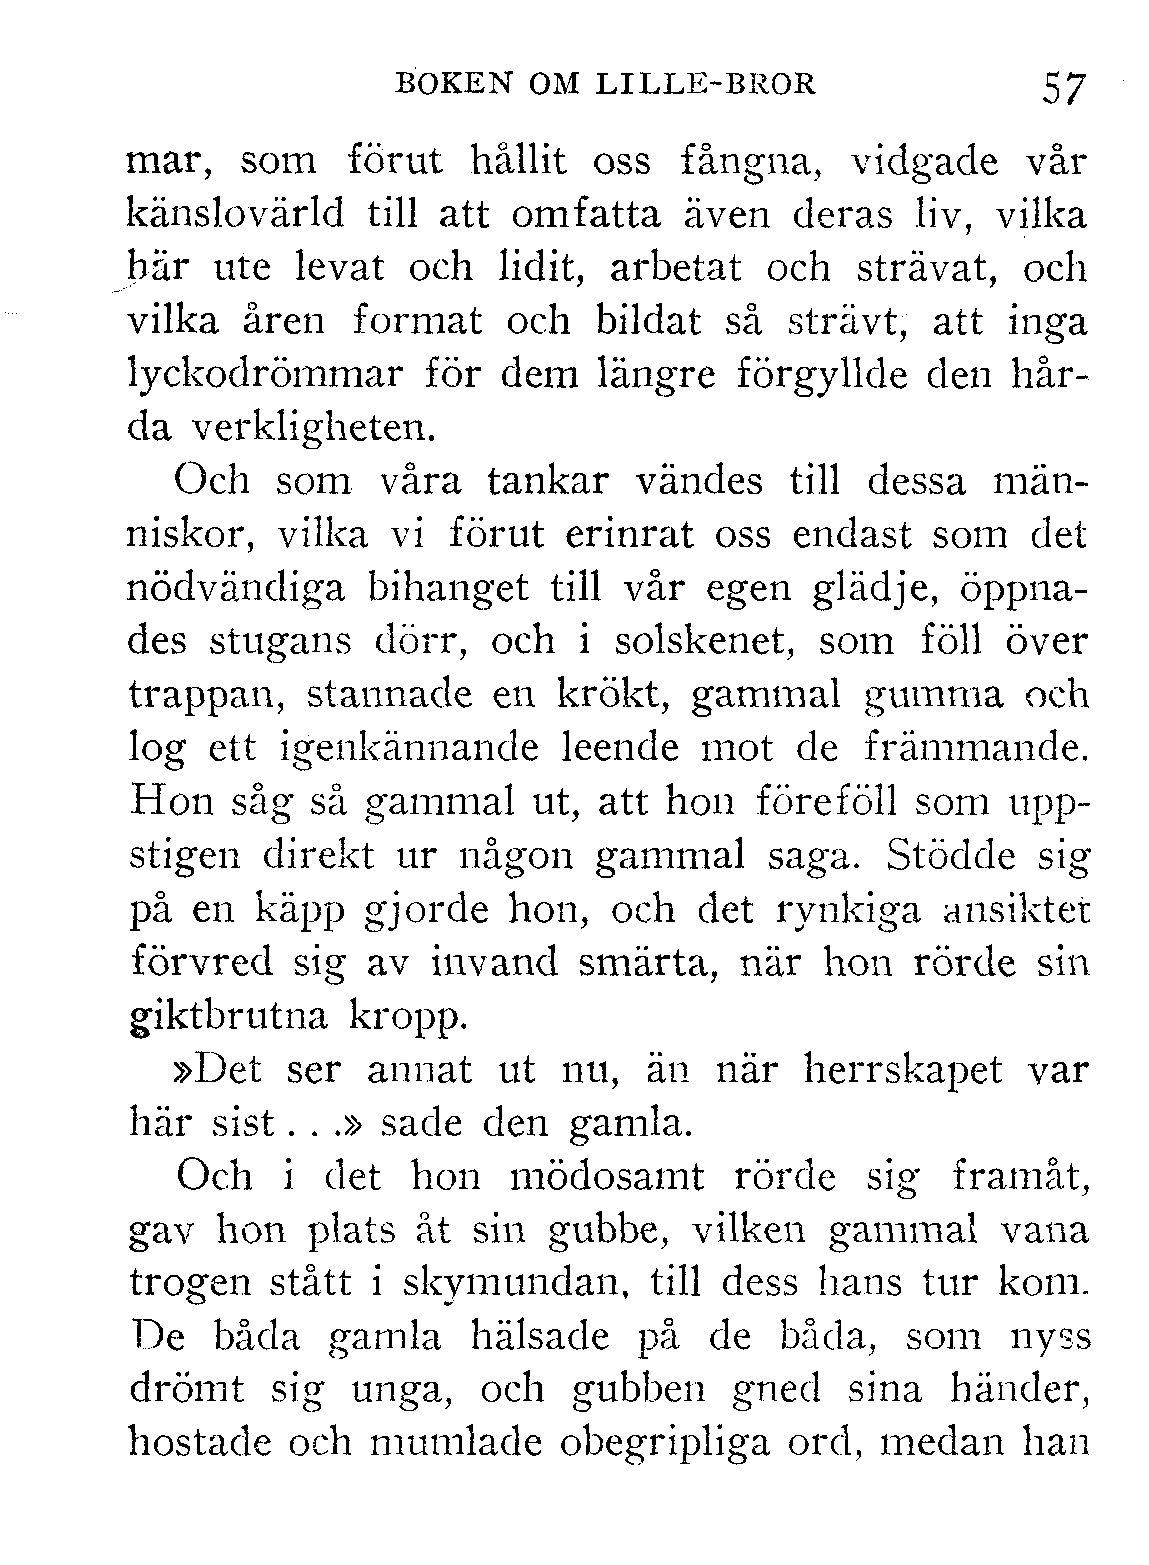 BOKEN OM LILLE-BROR 57
mar, som förut hållit oss fångna, vidgade vår
känslovärld till att omfatta även deras liv, vilka
här ute levat och lidit, arbetat och strävat, och
vilka åren format och bildat så strävt, att inga
lyckodrömmar för dem längre förgyllde den hår-
da verkligheten.
Och som våra tankar vändes till dessa män-
niskor, vilka vi förut erinrat oss endast som det
nödvändiga bihanget till vår egen glädje, öppna-
des stugans dörr, och i solskenet, som föll över
trappan, stannade en krökt, gammal gumma och
log ett igenkännande leende mot de främmande.
Hon såg så gammal ut, att hon föreföll som upp-
stigen direkt ur någon gammal saga. Stödde sig
på en käpp gjorde hon, och det rynkiga ansiktet
förvred sig av invand smärta, när hon rörde sin
giktbrutna kropp.
»Det ser annat ut nu, än när herrskapet var
här sist . . .» sade den gamla.
Och i det hon mödosamt rörde sig framåt,
gav hon plats åt sin gubbe, vilken gammal vana
trogen stått i skymundan, till dess hans tur kom.
De båda gamla hälsade på de båda, som nyss
drömt sig unga, och gubben gned sina händer,
hostade och mumlade obegripliga ord, medan han